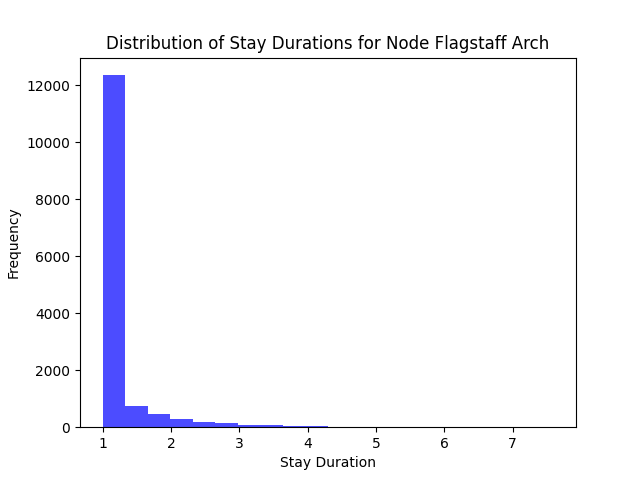 Distribution of Stay Durations for Node Flagstaff Arch
12000
10000
8000
6000
4000
2000
0
Frequency
1 2 3 4 5 6 7
Stay Duration